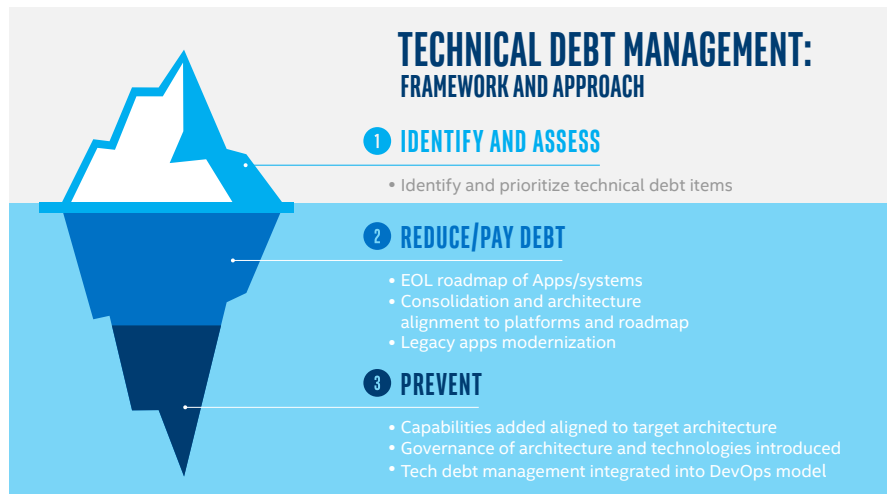 TECHNICAL DEBT MANAGEMENT:
FRAMEWORK AND APPROACH
1 IDENTIFY AND ASSESS
• Identify and prioritize technical debt items
2 REDUCE/PAY DEBT
• EOL roadmap of Apps/systems
• Consolidation and architecture
alignment to platforms and roadmap
• Legacy apps modernization
3 PREVENT
• Capabilities added aligned to target architecture
• Governance of architecture and technologies introduced
• Tech debt management integrated into DevOps model